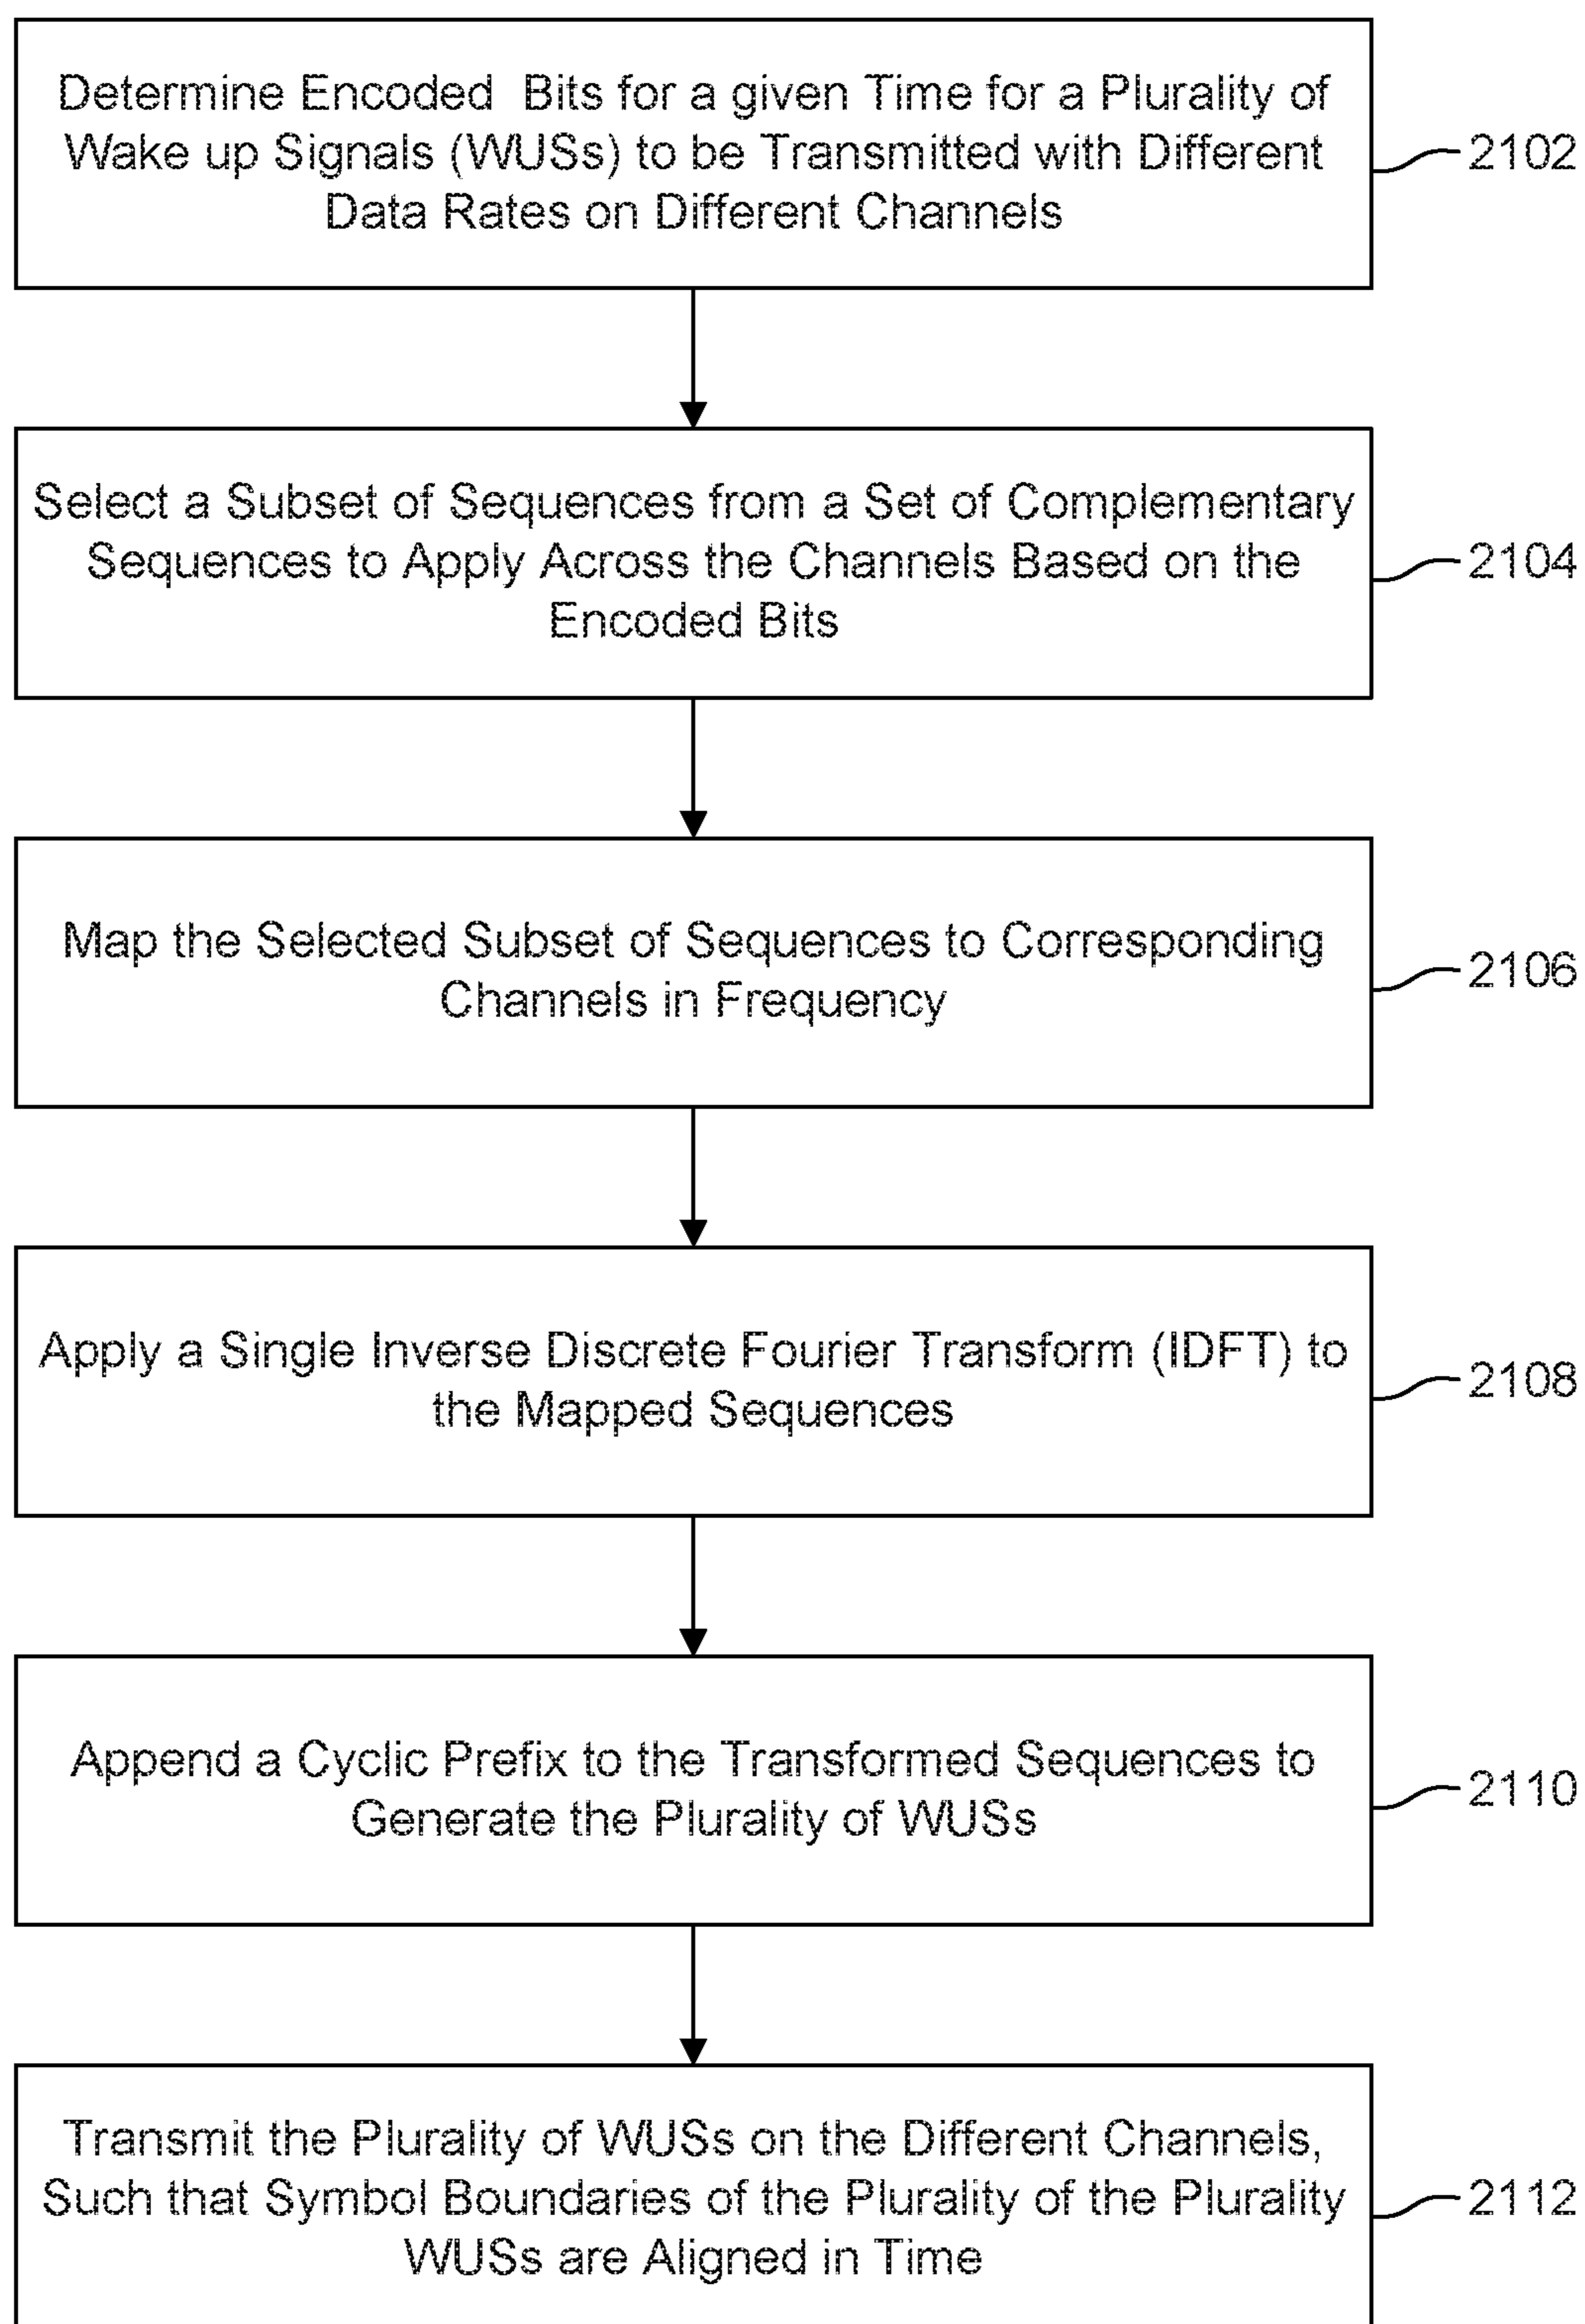 Determine Encoded Bits for a given Time for a Plurality of
Wake up Signals (WUSs) to be Transmitted with Different
Data Rates on Different Channels
2102
Select a Subset of Sequences from a Set of Complementary
Sequences to Apply Across the Channels Based on the
Encoded Bits
2104
Map the Selected Subset of Sequences to Corresponding
Channels in Frequency
2106
Apply a Single Inverse Discrete Fourier Transform (IDFT) to
the Mapped Sequences
2108
Append a Cyclic Prefix to the Transformed Sequences to
Generate the Plurality of WUSs
2110
Transmit the Plurality of WUSs on the Different Channels,
Such that Symbol Boundaries of the Plurality of the Plurality
WUSs are Aligned in Time
2112